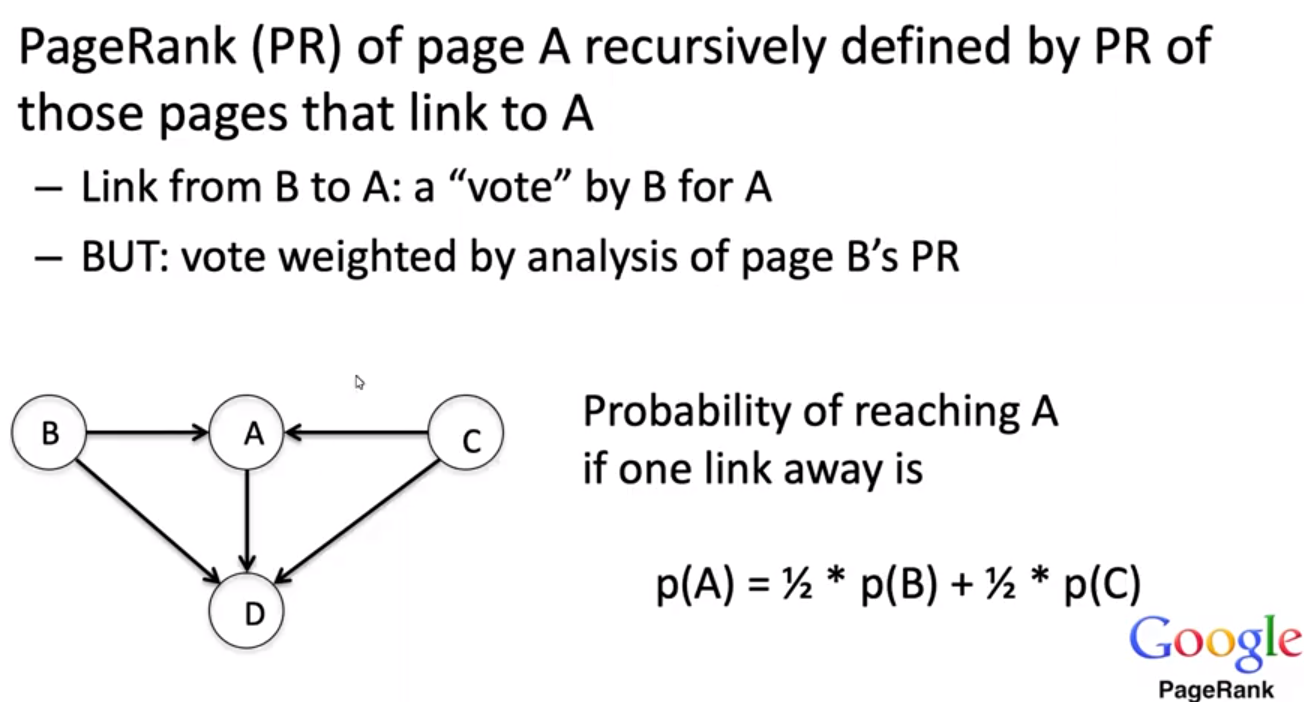 PageRank (PR) of page A recursively defined by PR of
those pages that link to A
– Link from B to A: a “vote” by B for A
– BUT: vote weighted by analysis of page B’s PR
B
A
C
D
Probability of reaching A
if one link away is
p(A) = ½ * p(B) + ½ * p(C)
Google
PageRank